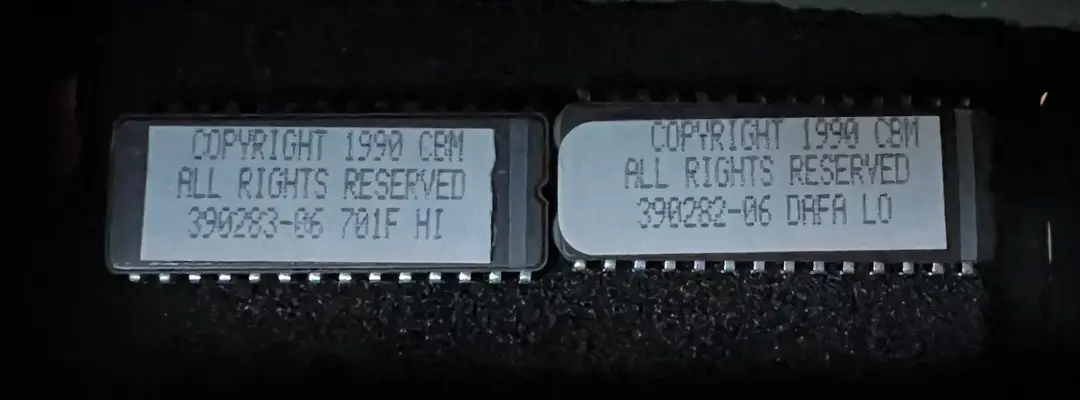 COPYRIGHT 1990 CBM
ALL RIGHTS RESERVED
390283-06 701F HI
COPYRIGHT 1990 CBM
ALL RIGHTS RESERVED
390282-06 DAFA LO